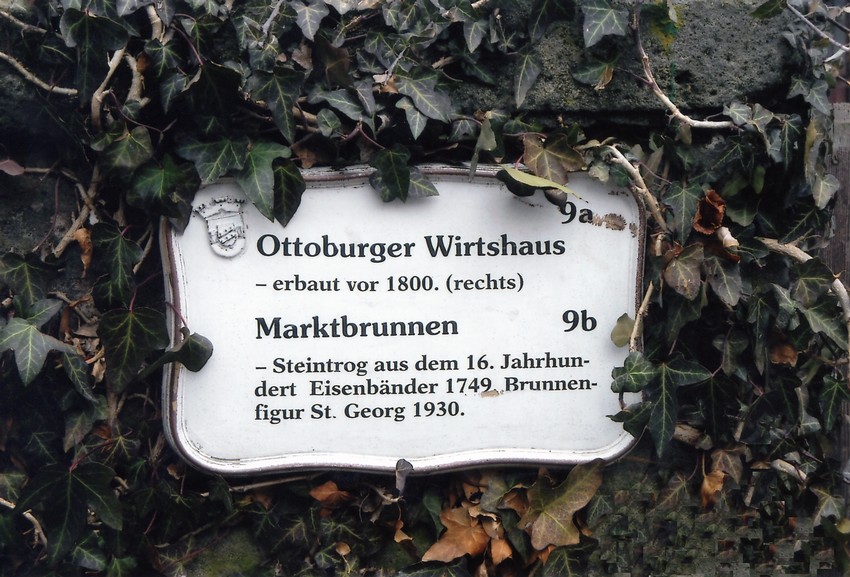 9a
Ottoburger Wirtshaus
– erbaut vor 1800. (rechts)
Marktbrunnen 9b
– Steintrog aus dem 16. Jahrhun-
dert Eisenbänder 1749. Brunnen-
figur St. Georg 1930.